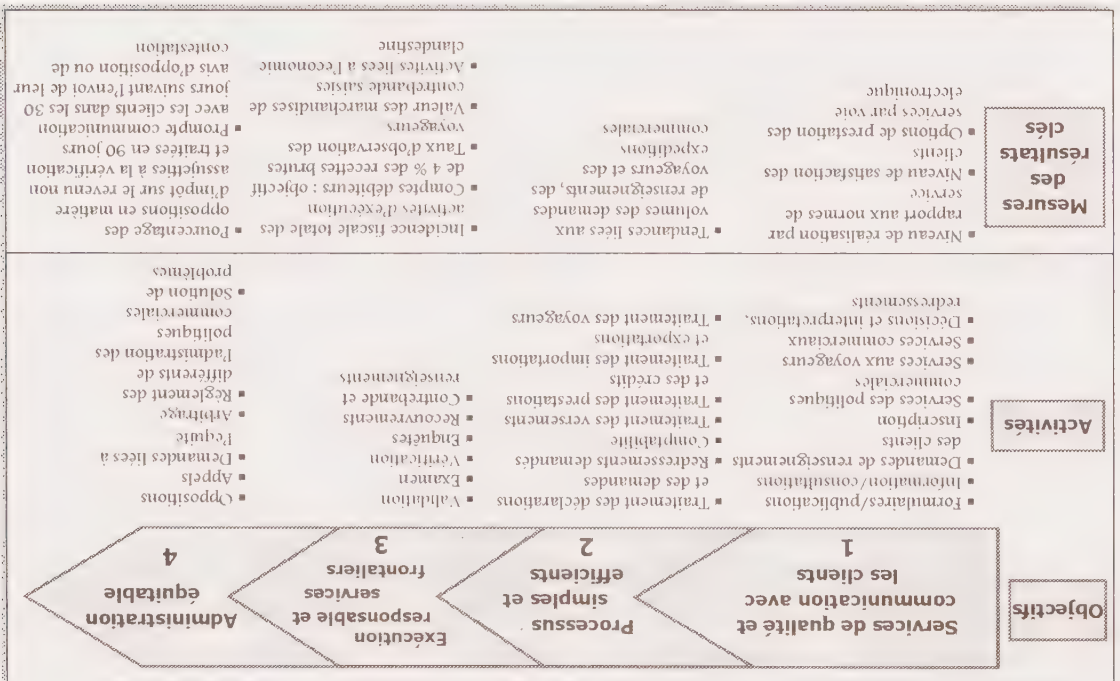 Objectifs
Services de qualité et
communication avec
les clients
1
Processus
simples et
efficients
2
Exécution
responsable et
services
frontaliers
3
Administration
équitable
4
Activités
▪ Formulaires/publications
▪ Information/consultations
▪ Demandes de renseignements
des clients
▪ Inscription
▪ Services des politiques
commerciales
▪ Services aux voyageurs
▪ Services commerciaux
▪ Décisions et interprétations,
redressements
▪ Traitement des déclarations
et des demandes
▪ Redressements demandés
▪ Comptabilité
▪ Traitement des versements
▪ Traitement des prestations
et des crédits
▪ Traitement des importations
et exportations
▪ Traitement des voyageurs
▪ Validation
▪ Examen
▪ Vérification
▪ Enquêtes
▪ Recouvrements
▪ Contrebande et
renseignements
▪ Oppositions
▪ Appels
▪ Demandes liées à
l'équité
▪ Arbitrage
▪ Règlement des
différents de
l'administration des
politiques
commerciales
▪ Solution de
problèmes
Mesures
des
résultats
clés
▪ Niveau de réalisation par
rapport aux normes de
service
▪ Niveau de satisfaction des
clients
▪ Options de prestation des
services par voie
électronique
▪ Tendances liées aux
volumes des demandes
de renseignements, des
voyageurs et des
expéditions
commerciales
▪ Incidence fiscale totale des
activités d'exécution
▪ Comptes débiteurs : objectif
de 4 % des recettes brutes
▪ Taux d'observation des
voyageurs
▪ Valeur des marchandises de
contrebande saisies
▪ Activités liées à l'économie
clandestine
▪ Pourcentage des
oppositions en matière
d'impôt sur le revenu non
assujetties à la vérification
et traitées en 90 jours
▪ Prompte communication
avec les clients dans les 30
jours suivant l'envoi de leur
avis d'opposition ou de
contestation